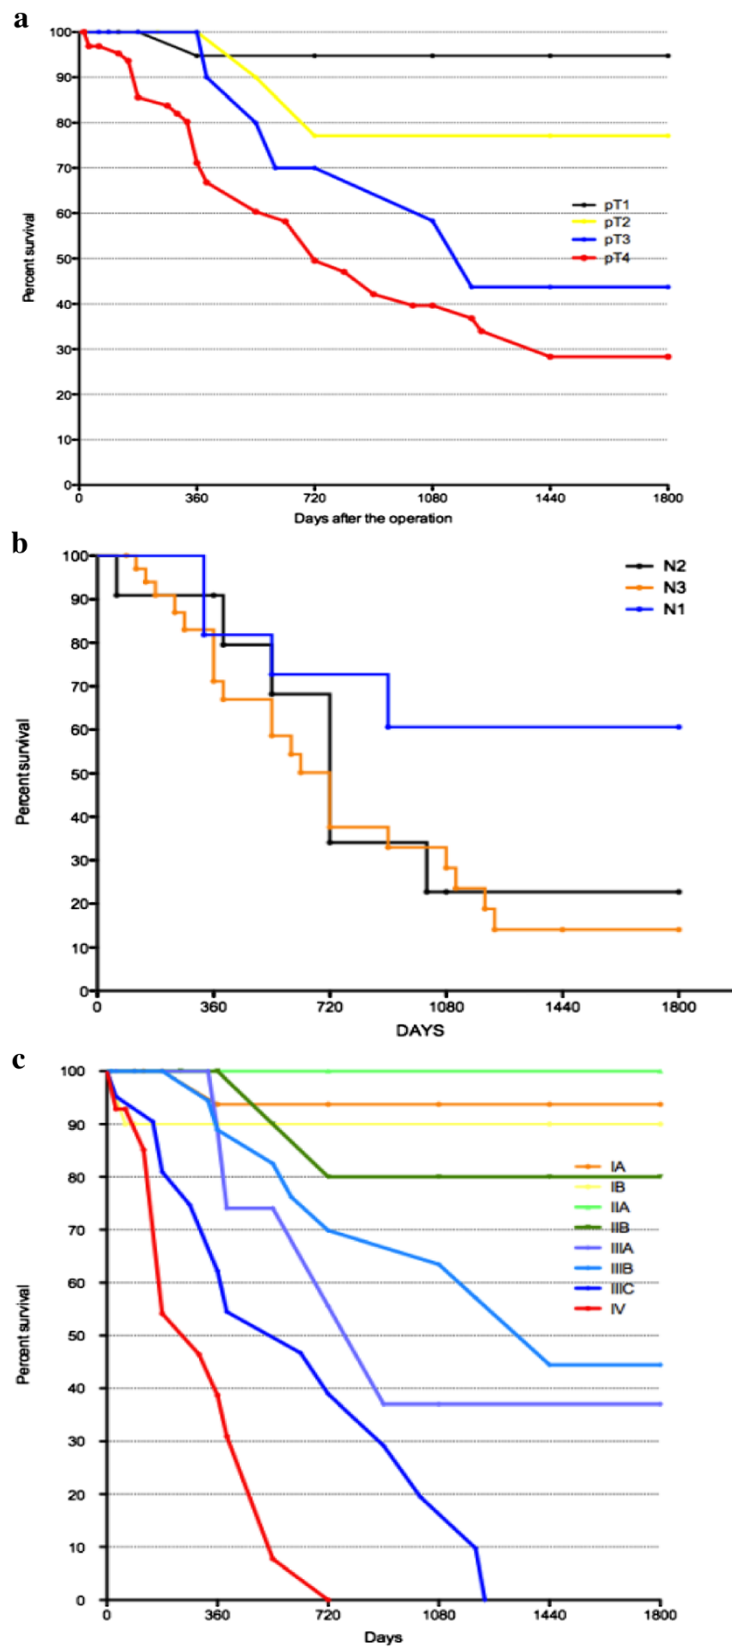 a
100
90
80
70
60
50
40
30
20
10
0
Percent survival
pT1
pT2
pT3
pT4
0 360 720 1080 1440 1800
Days after the operation
b
100
90
80
70
60
50
40
30
20
10
0
Percent survival
N2
N3
N1
0 360 720 1080 1440 1800
DAYS
c
100
90
80
70
60
50
40
30
20
10
0
Percent survival
IA
IB
IIA
IIB
IIIA
IIIB
IIIC
IV
0 360 720 1080 1440 1800
Days